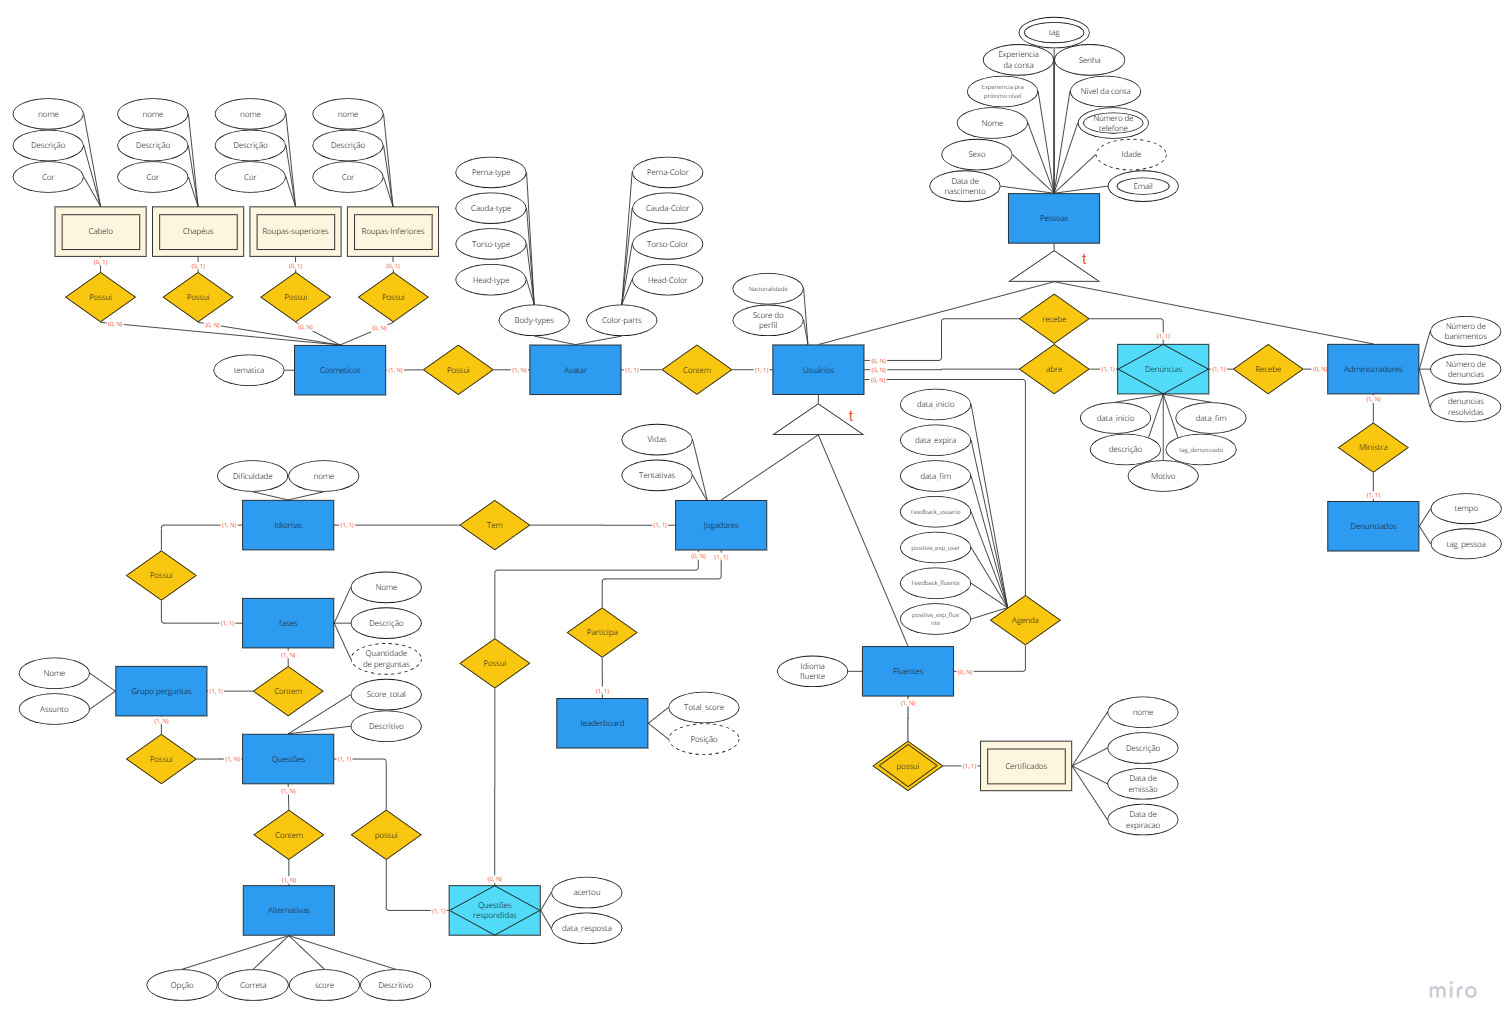 tag
Experiencia
da conta
Senha
Experiencia pra
próximo nível
Nível da conta
nome
nome
nome
nome
Nome
Número de
telefone
Descrição
Descrição
Descrição
Descrição
Sexo
Idade
Cor
Cor
Cor
Cor
Perna-type
Perna-Color
Data de
nascimento
Email
Cauda-type
Cauda-Color
Pessoas
Cabelo
Chapéus
Roupas-superiores
Roupas-Inferiores
Torso-type
Torso-Color
t
(0, 1)
(0, 1)
(0, 1)
(0, 1)
Head-type
Head-Color
Nacionalidade
Possui
Possui
Possui
Possui
Body-types
Color-parts
Score do
perfil
recebe
(0, N)
(0, N)
(0, N)
(0, N)
Número de
banimentos
(1, 1)
(0, N)
tematica
Cosmeticos
(1, N)
Possui
(1, N)
Avatar
(1, 1)
Contem
(1, 1)
Usuários
(0, N)
abre
(1, 1)
Denúncias
(1, 1)
Recebe
(0, N)
Administradores
Número de
denuncias
(0, N)
denuncias
resolvidas
(1, N)
data_inicio
data_inicio
data_fim
t
Vidas
data_expira
descrição
tag_denunciado
Ministra
Tentativas
data_fim
Motivo
Dificuldade
nome
(1, 1)
Feedback_usuario
tempo
(1, N)
Idiomas
(1, 1)
Tem
(1, 1)
Jogadores
Denunciados
positive_exp_user
tag_pessoa
(0, N)
(1, 1)
Possui
Feedback_fluente
Nome
positive_exp_flue
nte
Agenda
(1, 1)
fases
Descrição
Participa
Quantidade
de perguntas
(1, N)
Possui
Idioma
fluente
Fluentes
(0, N)
Nome
Grupo perguntas
(1, 1)
Contem
Score_total
(1, 1)
(1, N)
Assunto
Total_score
nome
(1, N)
Descritivo
leaderboard
Posição
Descrição
Possui
(1, N)
Questões
(1, 1)
possui
(1, 1)
Certificados
Data de
emissão
(1, N)
Data de
expiracao
Contem
possui
(1, N)
(0, N)
acertou
Alternativas
(1, 1)
Questões
respondidas
data_resposta
Opção
Correta
score
Descritivo
miro